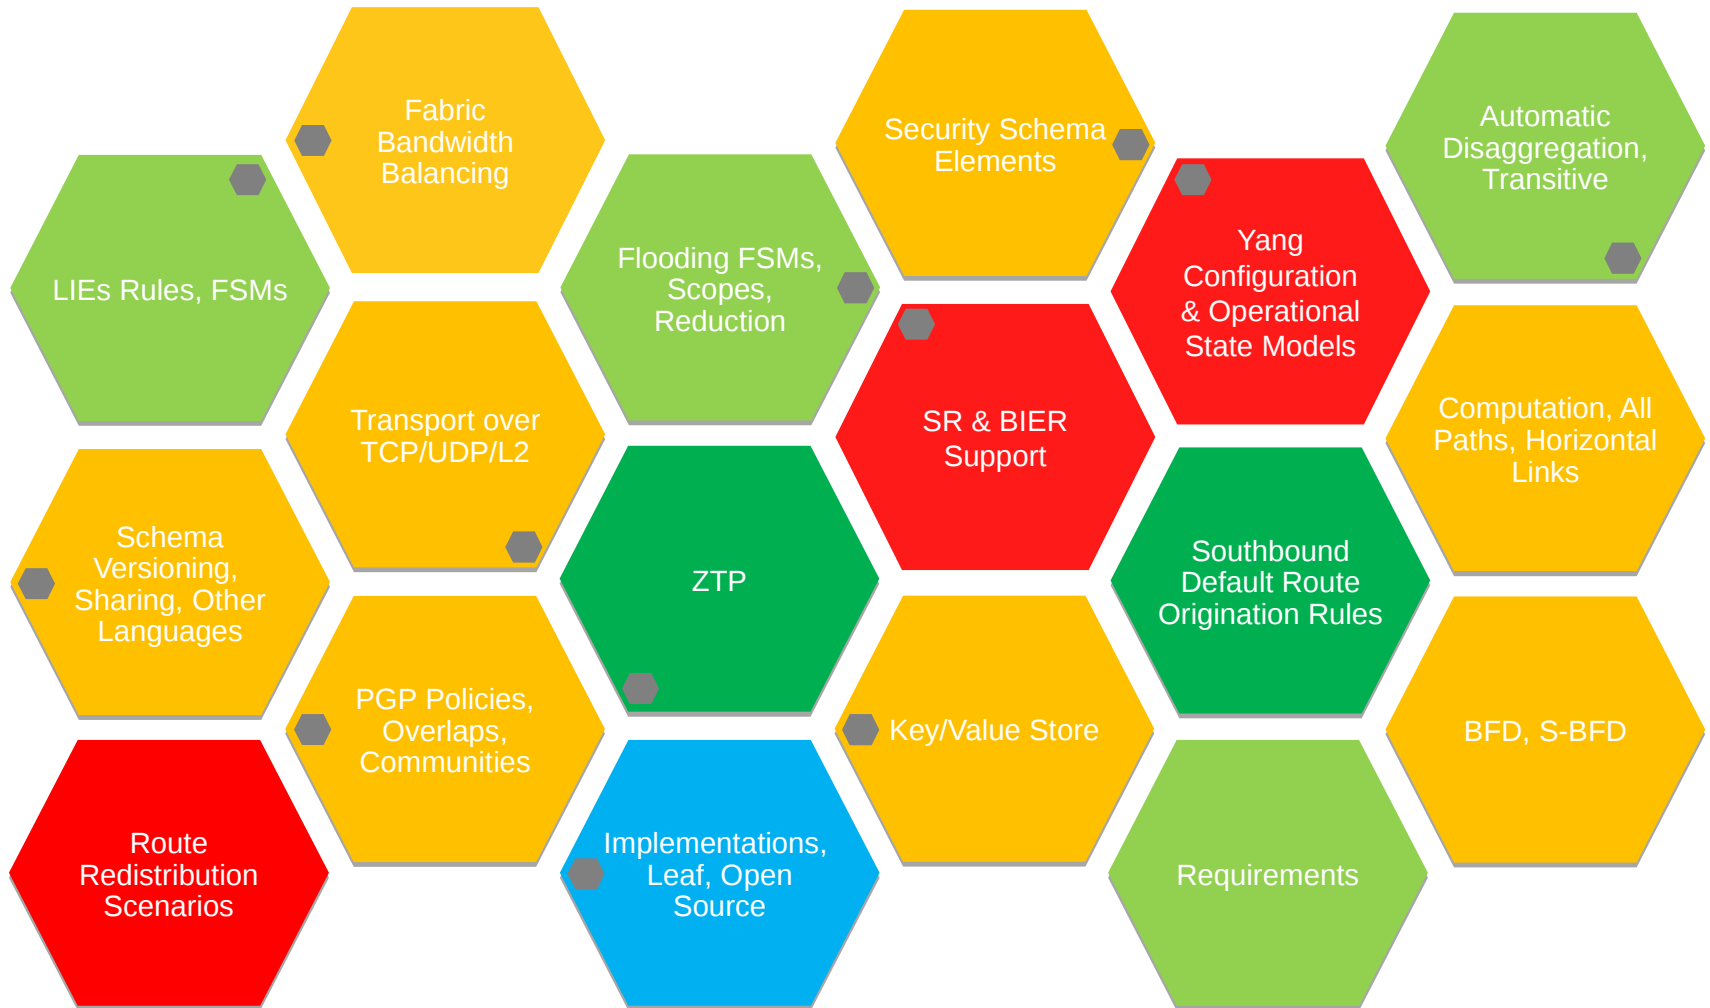 Fabric
Bandwidth
Balancing
Security Schema
Elements
Automatic
Disaggregation,
Transitive
LIEs Rules, FSMs
Flooding FSMs,
Scopes,
Reduction
Yang
Configuration
& Operational
State Models
Transport over
TCP/UDP/L2
SR & BIER
Support
Computation, All
Paths, Horizontal
Links
Schema
Versioning,
Sharing, Other
Languages
ZTP
Southbound
Default Route
Origination Rules
PGP Policies,
Overlaps,
Communities
Key/Value Store
BFD, S-BFD
Route
Redistribution
Scenarios
Implementations,
Leaf, Open
Source
Requirements